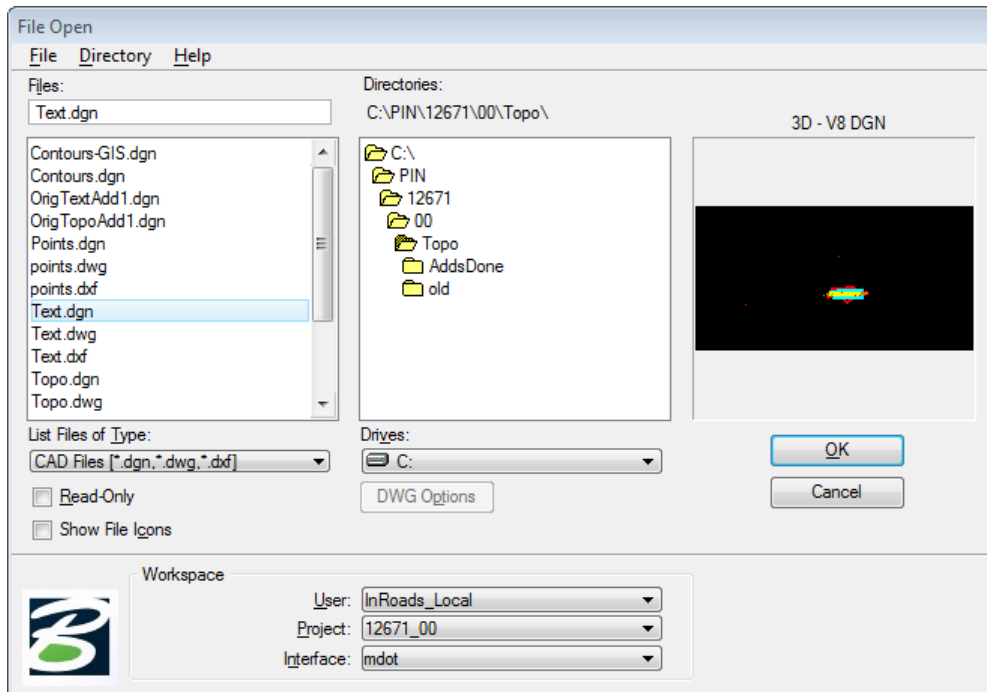 File Open
File Directory Help
Files:
Text.dgn
Contours-GIS.dgn
Contours.dgn
OrigTextAdd1.dgn
OrigTopoAdd1.dgn
Points.dgn
points.dwg
points.dxf
Text.dgn
Text.dwg
Text.dxf
Topo.dgn
Topo.dwg
List Files of Type:
CAD Files [*.dgn,*.dwg,*.dxf]
Read-Only
Show File Icons
Directories:
C:\PIN\12671\00\Topo\
C:\
PIN
12671
00
Topo
AddsDone
old
Drives:
C:
DWG Options
3D - V8 DGN
OK
Cancel
Workspace
User: InRoads_Local
Project: 12671_00
Interface: mdot